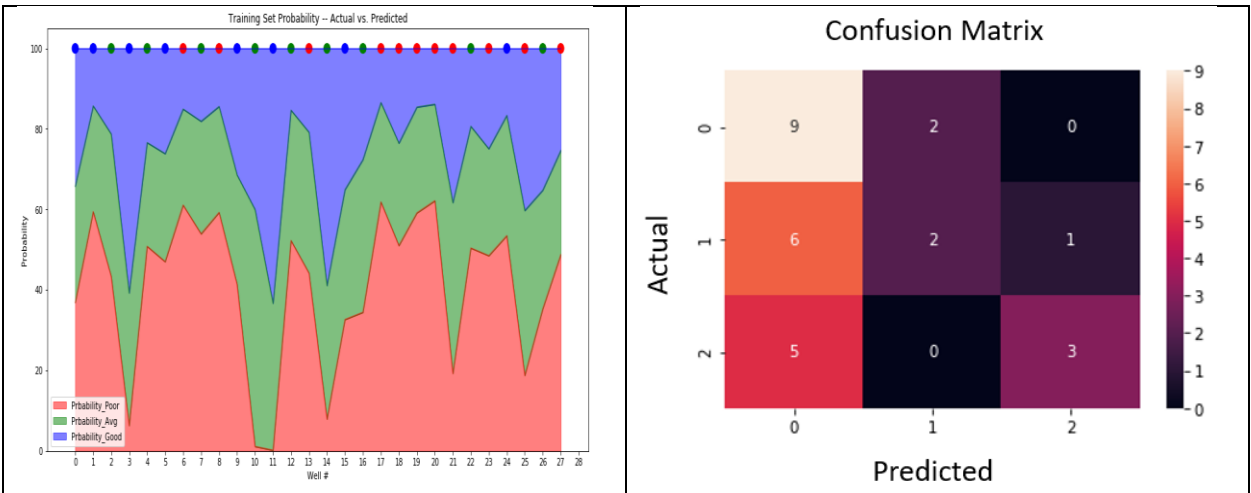 Training Set Probability -- Actual vs. Predicted
100
80
60
40
20
0
Probability
Prbability_Poor
Prbability_Avg
Prbability_Good
0 1 2 3 4 5 6 7 8 9 10 11 12 13 14 15 16 17 18 19 20 21 22 23 24 25 26 27 28
Well #
Confusion Matrix
Actual
0
1
2
9 2 0
6 2 1
5 0 3
0 1 2
Predicted
9
8
7
6
5
4
3
2
1
0